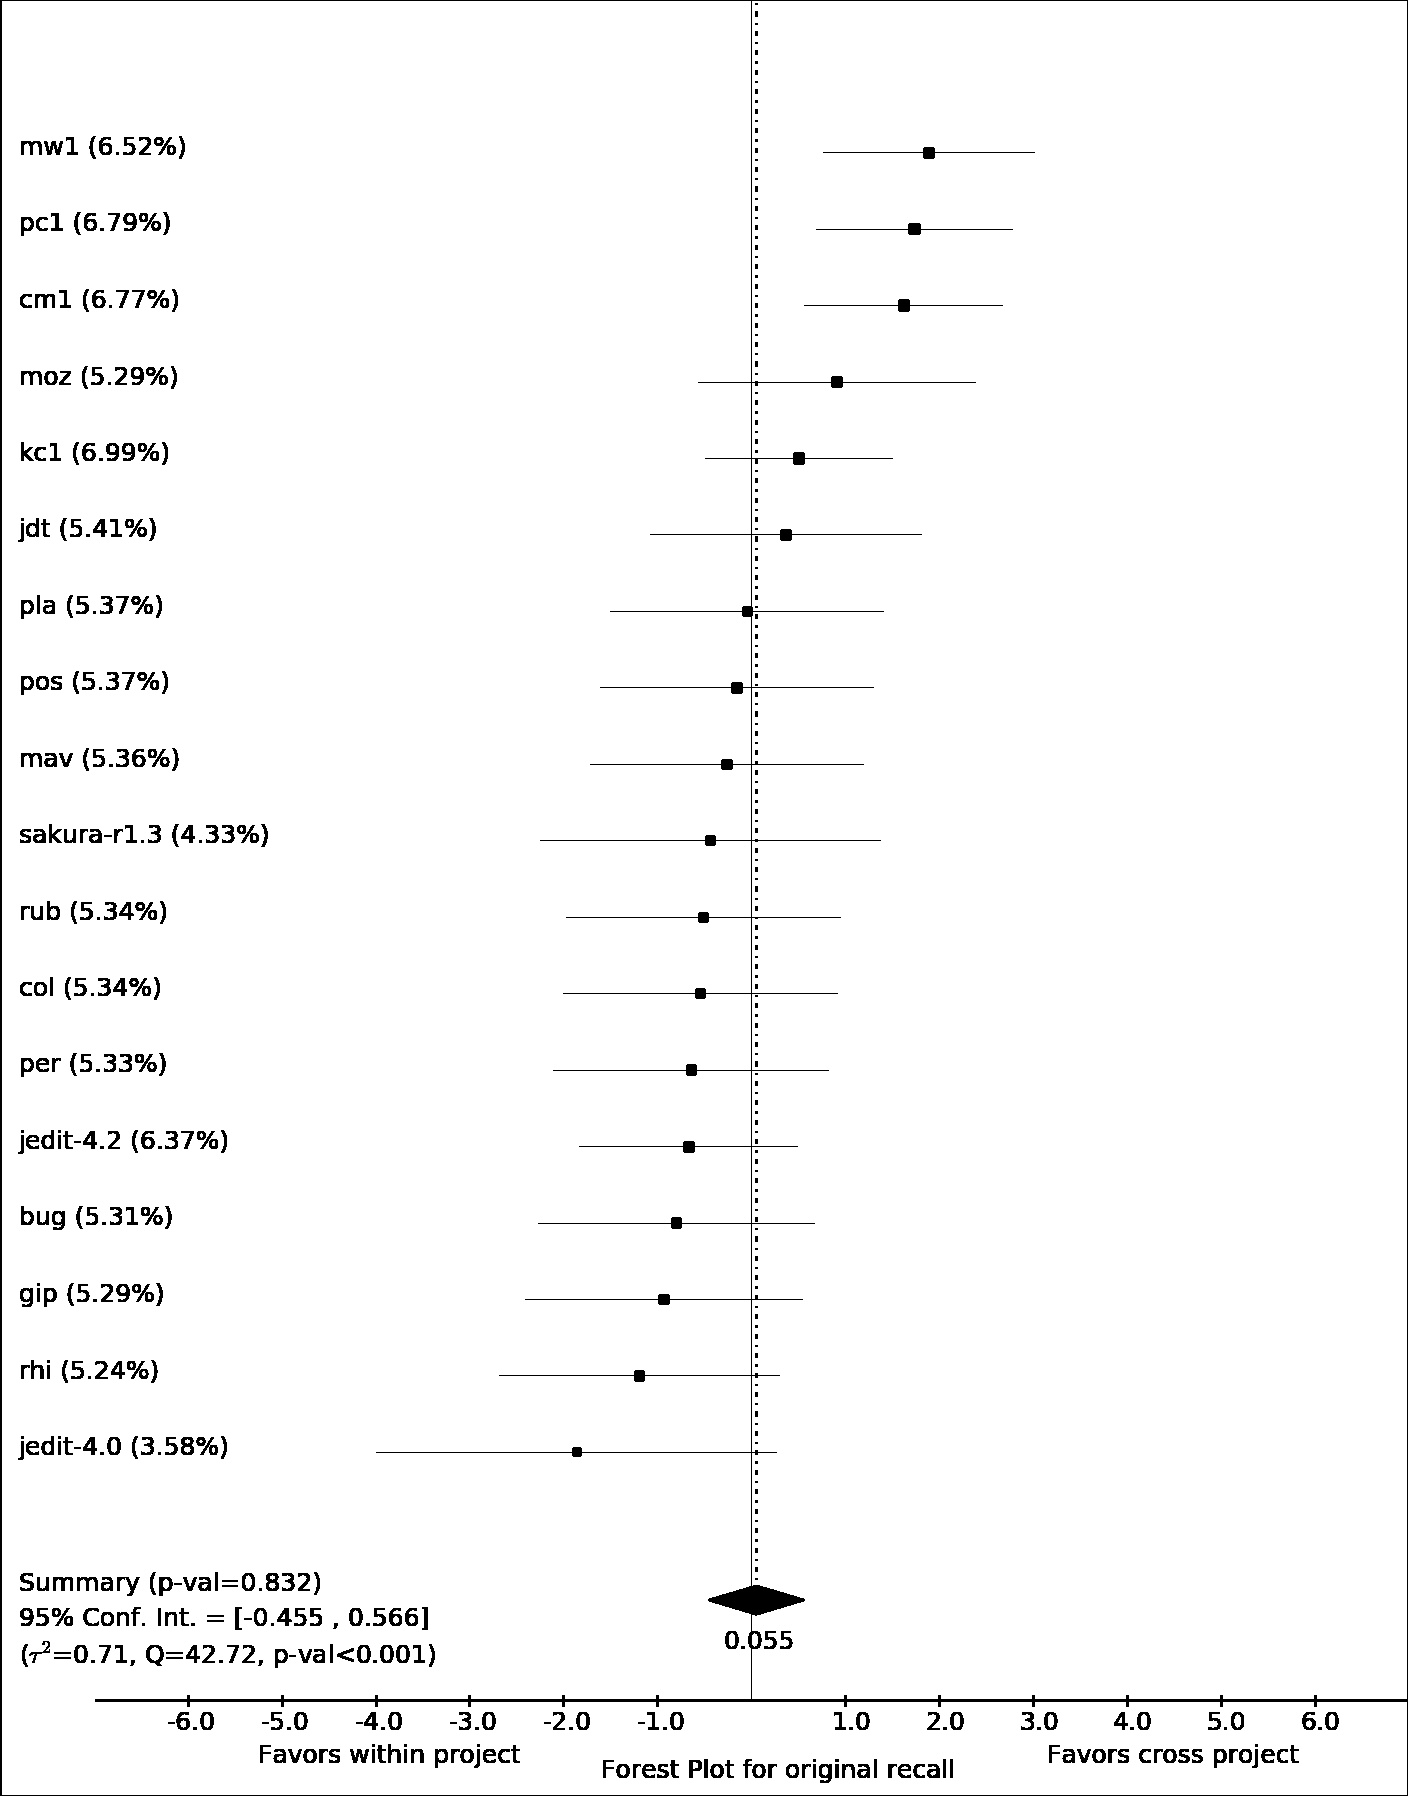 mw1 (6.52%)
pc1 (6.79%)
cm1 (6.77%)
moz (5.29%)
kc1 (6.99%)
jdt (5.41%)
pla (5.37%)
pos (5.37%)
mav (5.36%)
sakura-r1.3 (4.33%)
rub (5.34%)
col (5.34%)
per (5.33%)
jedit-4.2 (6.37%)
bug (5.31%)
gip (5.29%)
rhi (5.24%)
jedit-4.0 (3.58%)
Summary (p-val=0.832)
95% Conf. Int. = [-0.455 , 0.566]
(τ²=0.71, Q=42.72, p-val<0.001)
0.055
-6.0 -5.0 -4.0 -3.0 -2.0 -1.0 1.0 2.0 3.0 4.0 5.0 6.0
Favors within project
Favors cross project
Forest Plot for original recall